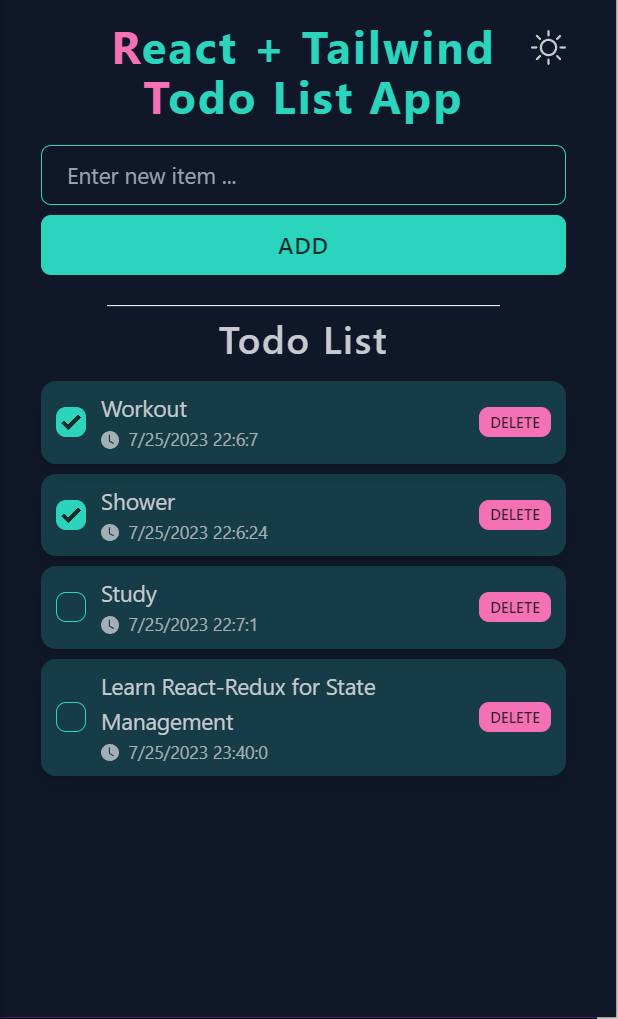 React + Tailwind
Todo List App
Enter new item ...
ADD
Todo List
Workout
7/25/2023 22:6:7
DELETE
Shower
7/25/2023 22:6:24
DELETE
Study
7/25/2023 22:7:1
DELETE
Learn React-Redux for State
Management
7/25/2023 23:40:0
DELETE